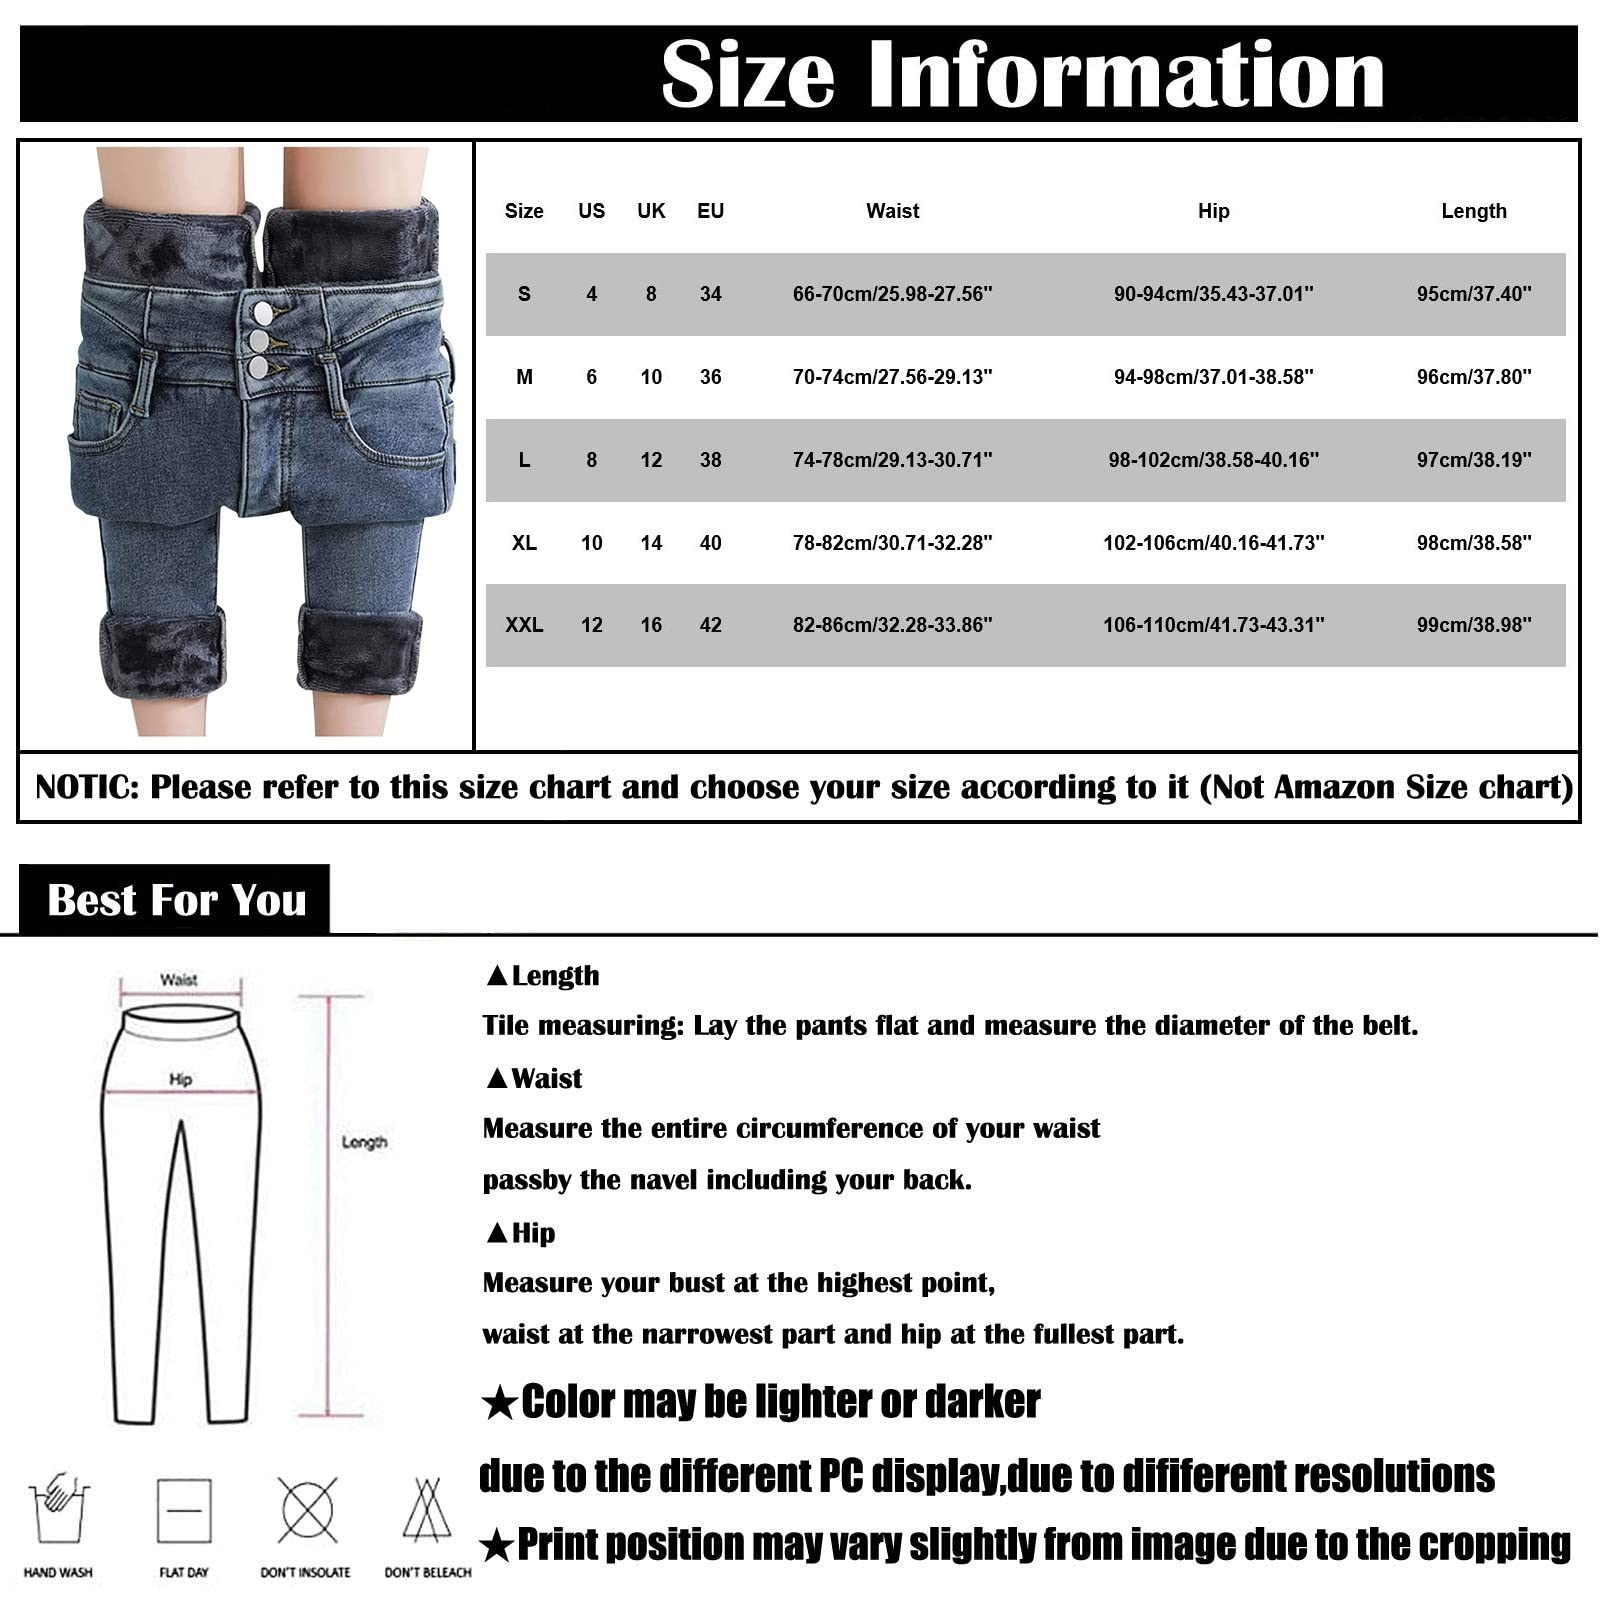 Size Information
Size US UK EU Waist Hip Length
S 4 8 34 66-70cm/25.98-27.56" 90-94cm/35.43-37.01" 95cm/37.40"
M 6 10 36 70-74cm/27.56-29.13" 94-98cm/37.01-38.58" 96cm/37.80"
L 8 12 38 74-78cm/29.13-30.71" 98-102cm/38.58-40.16" 97cm/38.19"
XL 10 14 40 78-82cm/30.71-32.28" 102-106cm/40.16-41.73" 98cm/38.58"
XXL 12 16 42 82-86cm/32.28-33.86" 106-110cm/41.73-43.31" 99cm/38.98"
NOTIC: Please refer to this size chart and choose your size according to it (Not Amazon Size chart)
Best For You
Waist
Hip
Length
▲Length
Tile measuring: Lay the pants flat and measure the diameter of the belt.
▲Waist
Measure the entire circumference of your waist
passby the navel including your back.
▲Hip
Measure your bust at the highest point,
waist at the narrowest part and hip at the fullest part.
★Color may be lighter or darker
due to the different PC display,due to dififerent resolutions
★Print position may vary slightly from image due to the cropping
HAND WASH
FLAT DAY
DON'T INSOLATE
DON'T BELEACH